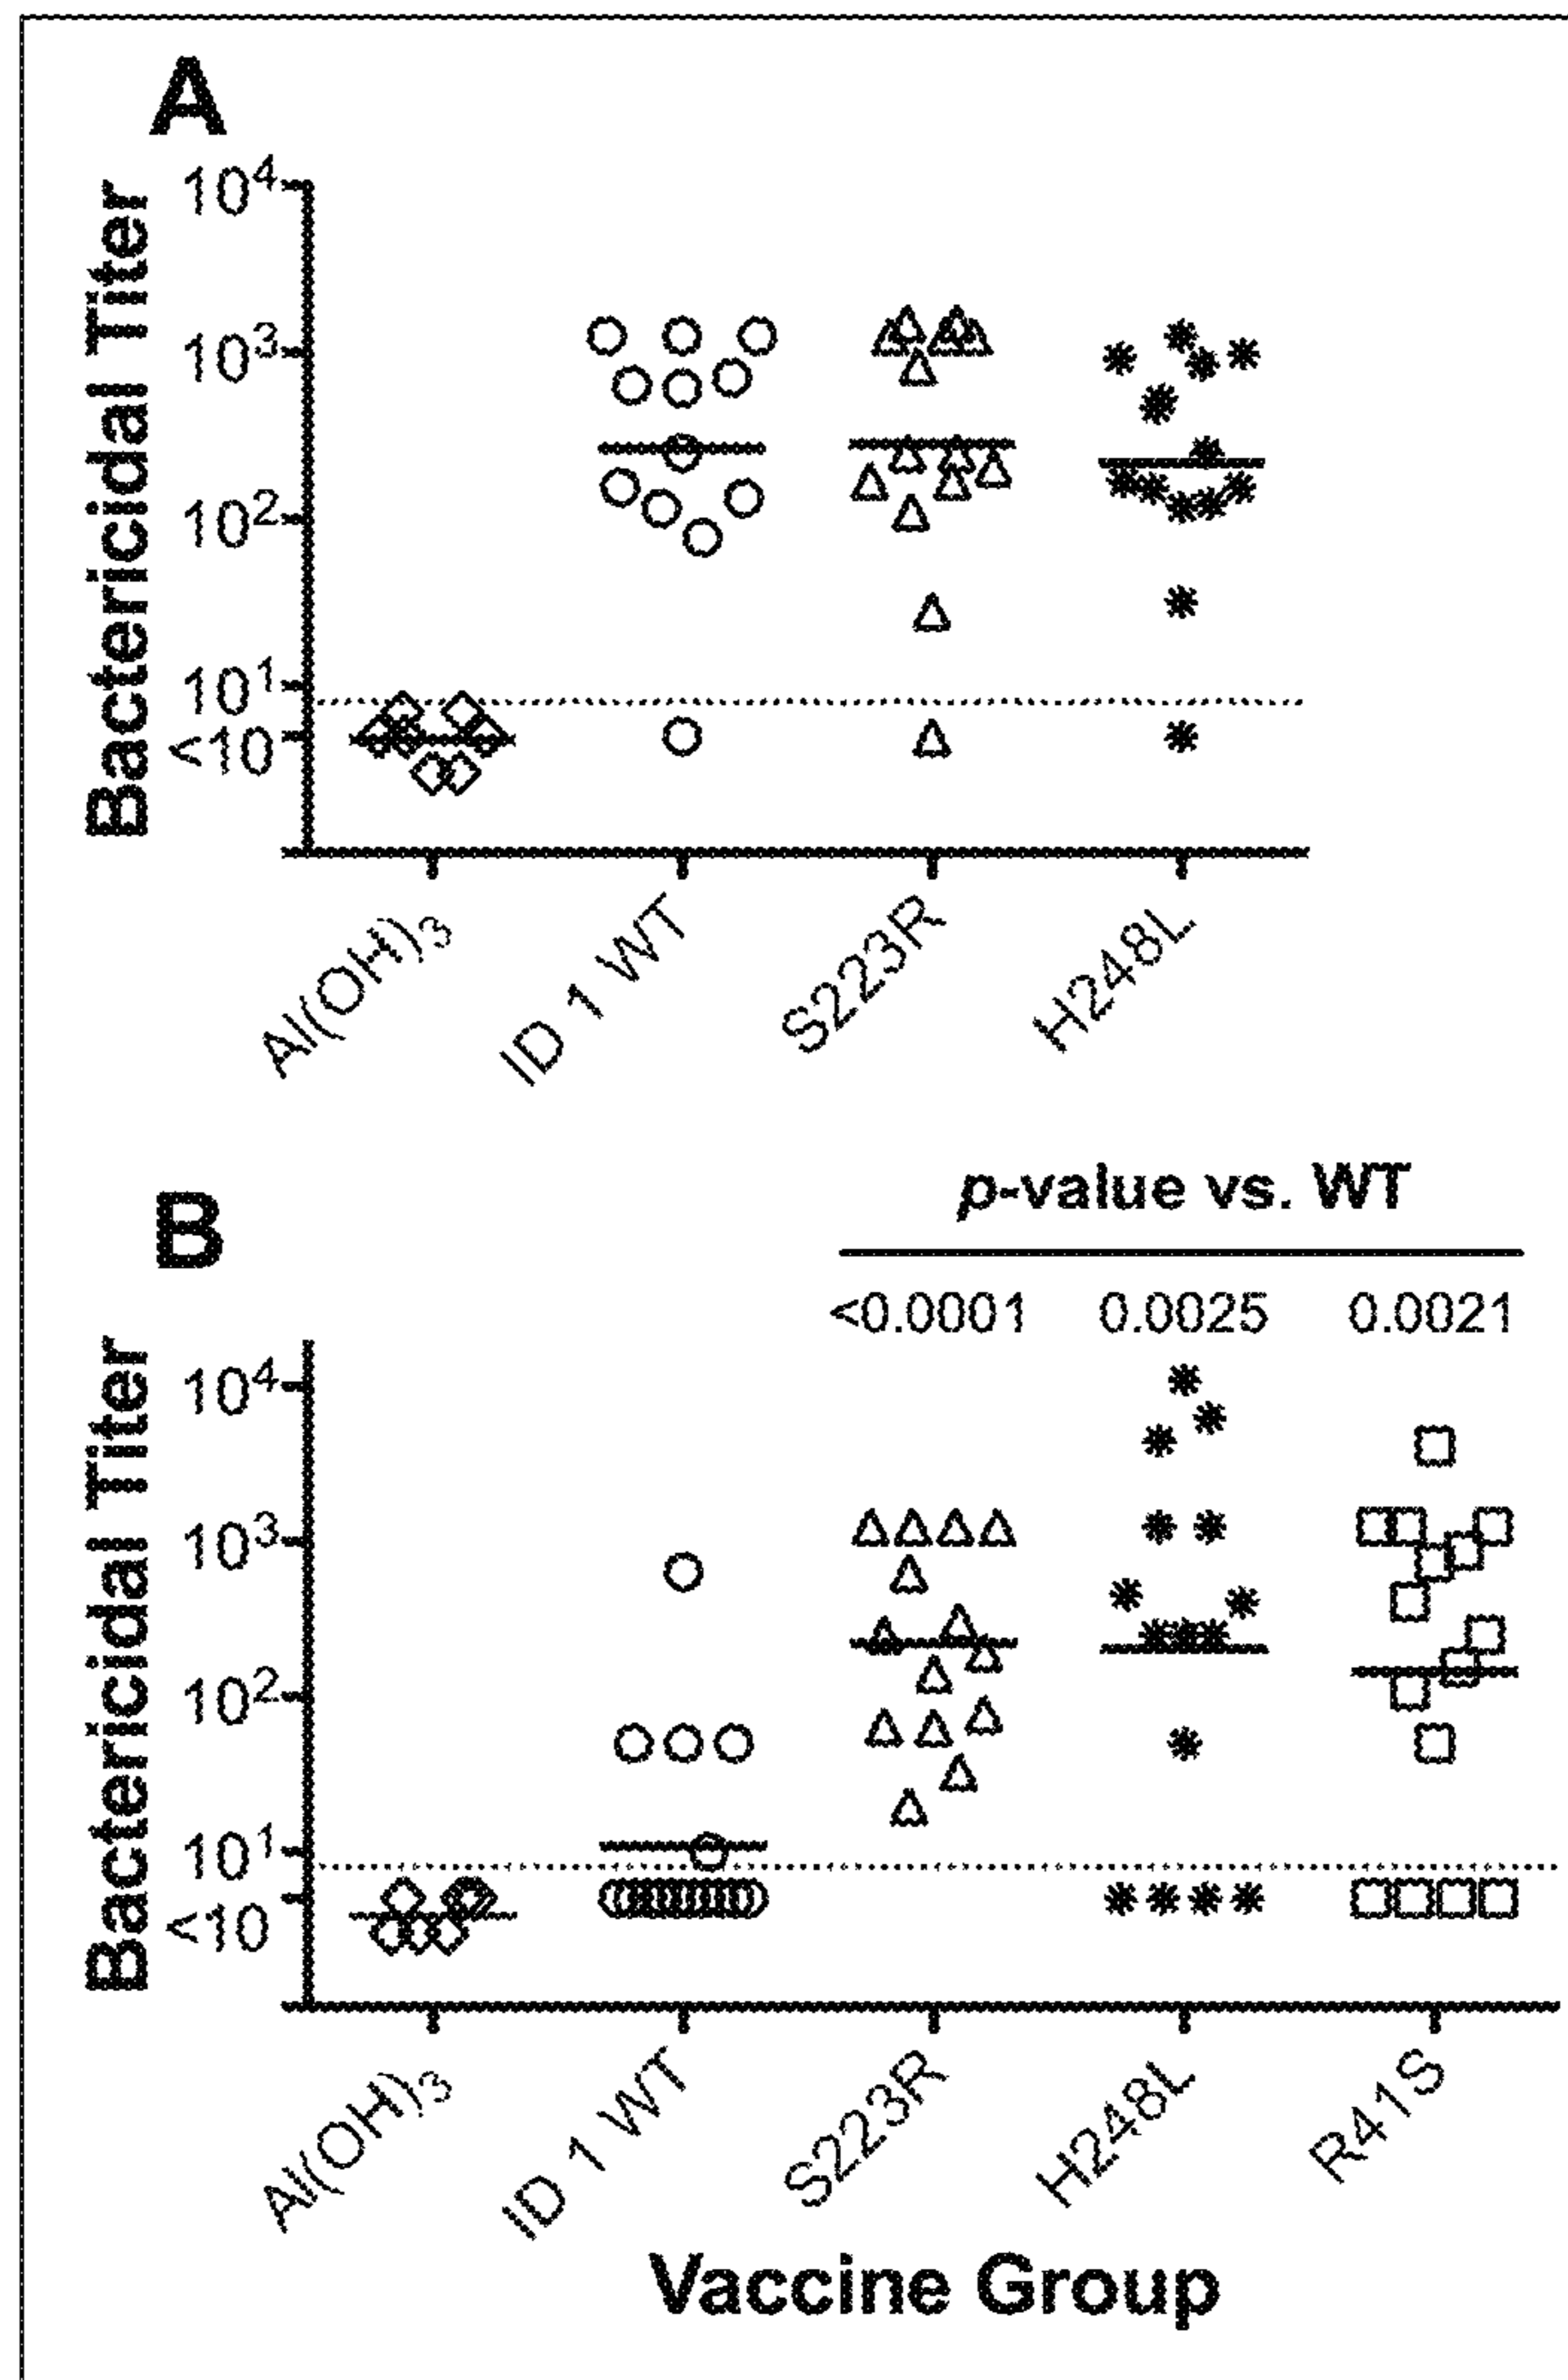 A
Bactericidal Titer
10⁴
10³
10²
10¹
<10
Al(OH)₃
ID 1 WT
S223R
H248L
B
p-value vs. WT
<0.0001 0.0025 0.0021
Bactericidal Titer
10⁴
10³
10²
10¹
<10
Al(OH)₃
ID 1 WT
S223R
H248L
R41S
Vaccine Group